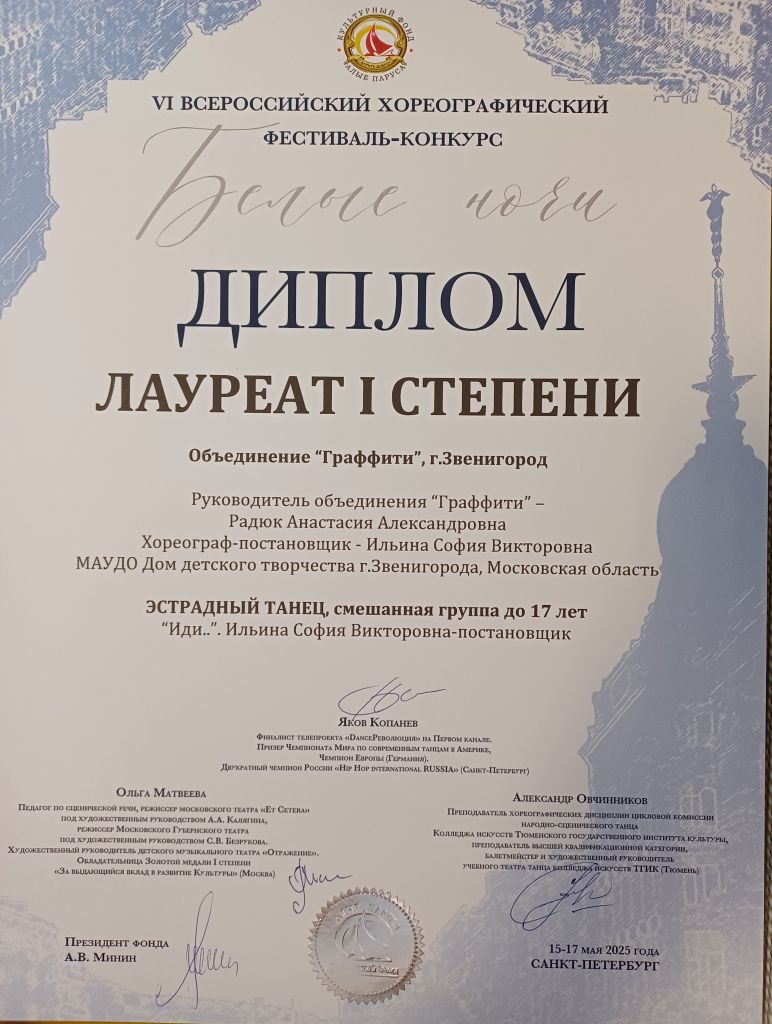 КУЛЬТУРНЫЙ ФОНД
"АЛЫЕ ПАРУСА"
VI ВСЕРОССИЙСКИЙ ХОРЕОГРАФИЧЕСКИЙ
ФЕСТИВАЛЬ-КОНКУРС
Белые ночи
ДИПЛОМ
ЛАУРЕАТ I СТЕПЕНИ
Объединение “Граффити”, г.Звенигород
Руководитель объединения “Граффити” –
Радюк Анастасия Александровна
Хореограф-постановщик - Ильина София Викторовна
МАУДО Дом детского творчества г.Звенигорода, Московская область
ЭСТРАДНЫЙ ТАНЕЦ, смешанная группа до 17 лет
“Иди..”. Ильина София Викторовна-постановщик
Яков Копанев
Финалист телепроекта «DanceРеволюция» на Первом канале.
Призер Чемпионата Мира по современным танцам в Америке,
Чемпион Европы (Германия).
Двукратный чемпион России «Hip Hop international RUSSIA» (Санкт-Петербург)
Ольга Матвеева
Педагог по сценической речи, режиссер московского театра «Et Cetera»
под художественным руководством А.А. Калягина,
режиссер Московского Губернского театра
под художественным руководством С.В. Безрукова.
Художественный руководитель детского музыкального театра «Отражение».
Обладательница Золотой медали I степени
«За выдающийся вклад в развитие Культуры» (Москва)
Александр Овчинников
Преподаватель хореографических дисциплин цикловой комиссии
народно-сценического танца
Колледжа искусств Тюменского государственного института культуры,
преподаватель высшей квалификационной категории,
балетмейстер и художественный руководитель
учебного театра танца колледжа искусств ТГИК (Тюмень)
Президент фонда
А.В. Минин
15-17 мая 2025 года
САНКТ-ПЕТЕРБУРГ